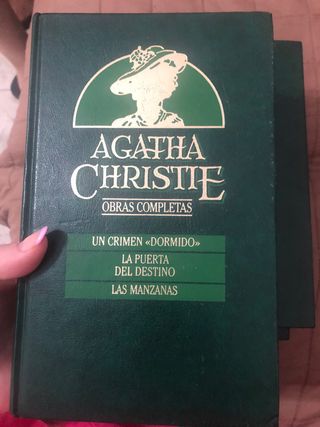 AGATHA
CHRISTIE
OBRAS COMPLETAS
UN CRIMEN «DORMIDO»
LA PUERTA
DEL DESTINO
LAS MANZANAS